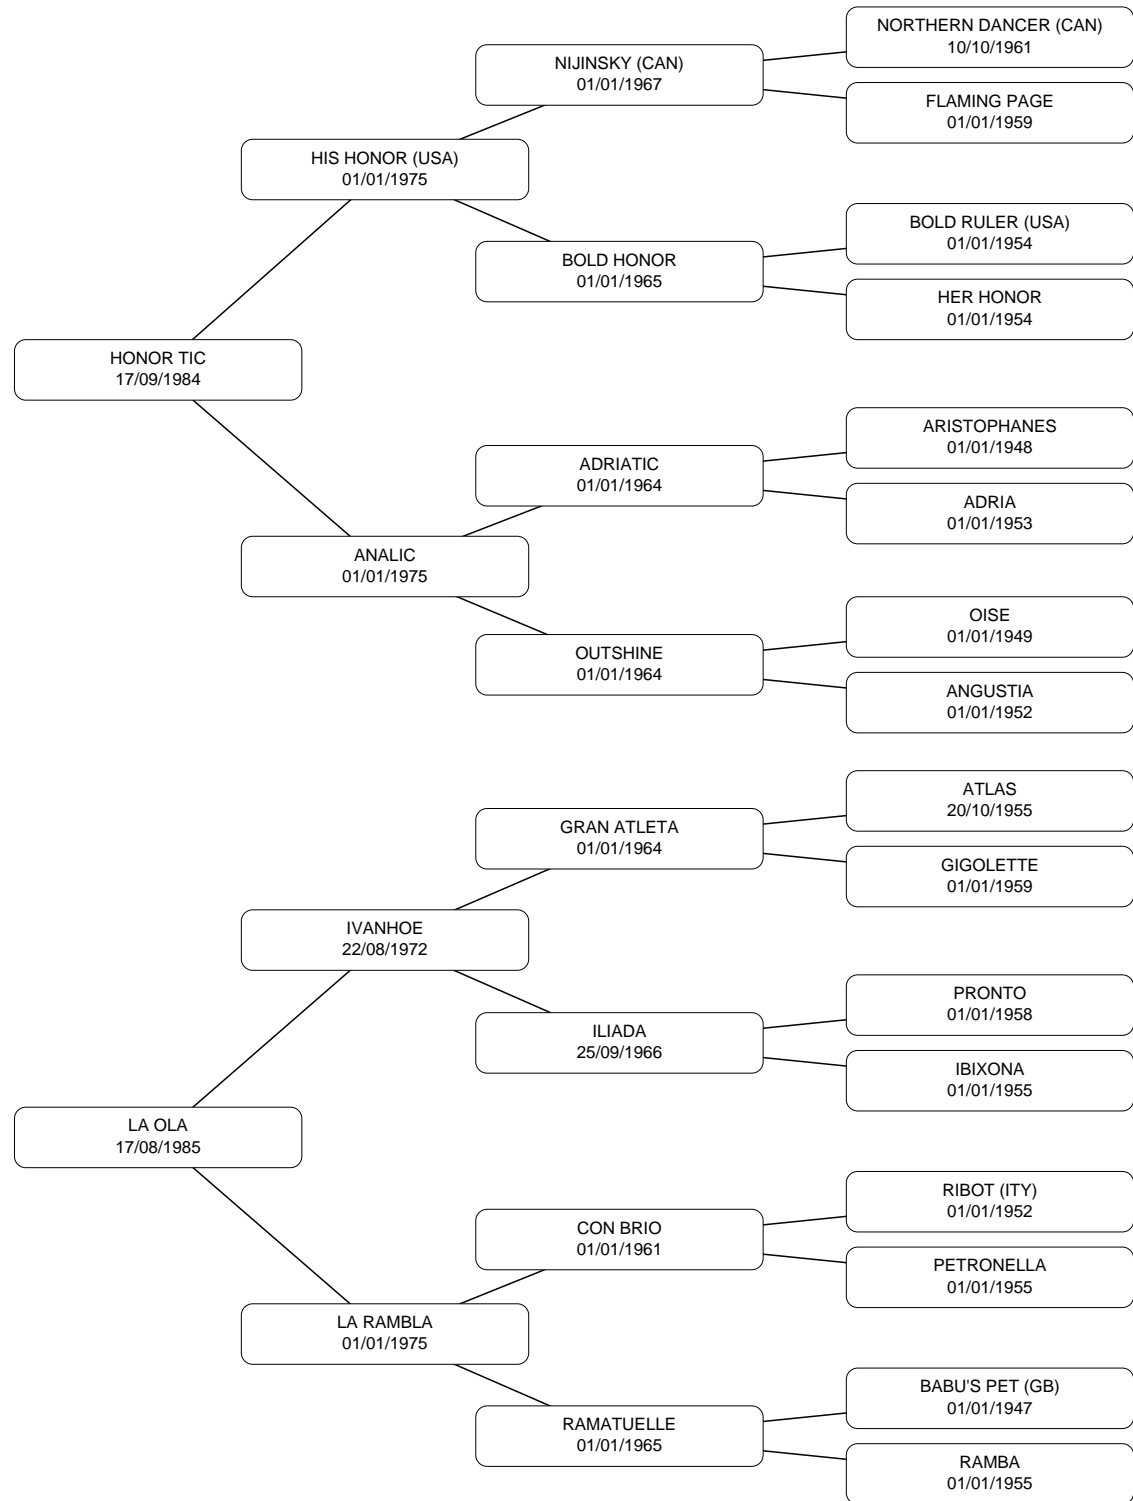 NORTHERN DANCER (CAN)
10/10/1961
NIJINSKY (CAN)
01/01/1967
FLAMING PAGE
01/01/1959
HIS HONOR (USA)
01/01/1975
BOLD RULER (USA)
01/01/1954
BOLD HONOR
01/01/1965
HER HONOR
01/01/1954
HONOR TIC
17/09/1984
ARISTOPHANES
01/01/1948
ADRIATIC
01/01/1964
ADRIA
01/01/1953
ANALIC
01/01/1975
OISE
01/01/1949
OUTSHINE
01/01/1964
ANGUSTIA
01/01/1952
ATLAS
20/10/1955
GRAN ATLETA
01/01/1964
GIGOLETTE
01/01/1959
IVANHOE
22/08/1972
PRONTO
01/01/1958
ILIADA
25/09/1966
IBIXONA
01/01/1955
LA OLA
17/08/1985
RIBOT (ITY)
01/01/1952
CON BRIO
01/01/1961
PETRONELLA
01/01/1955
LA RAMBLA
01/01/1975
BABU'S PET (GB)
01/01/1947
RAMATUELLE
01/01/1965
RAMBA
01/01/1955